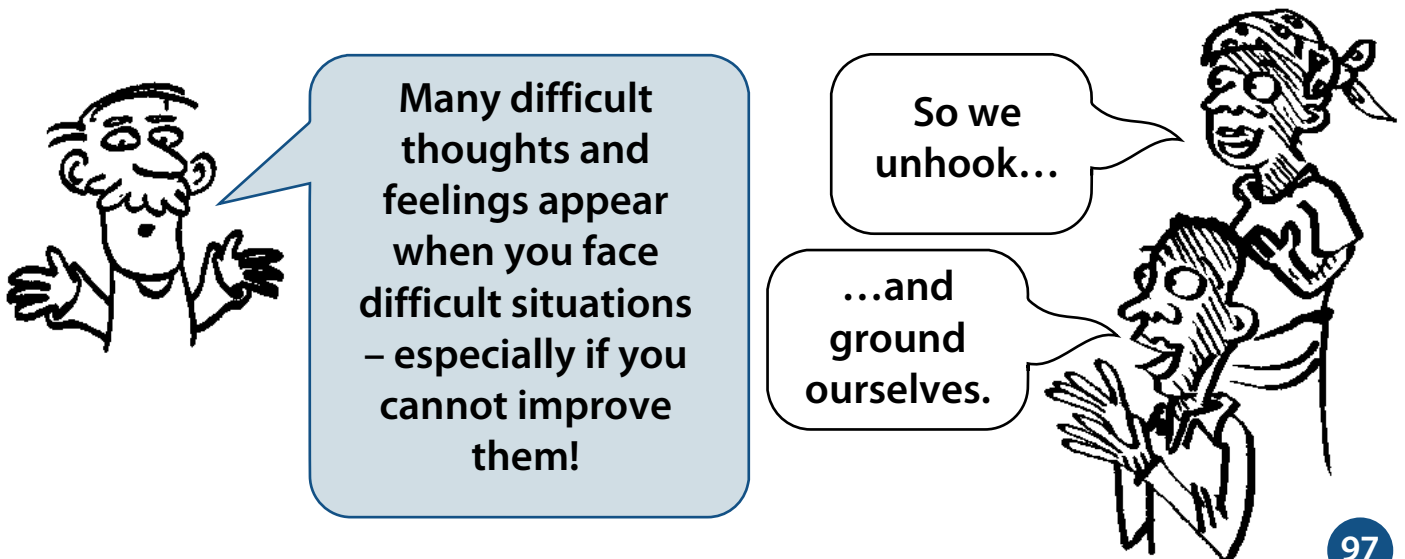 Many difficult
thoughts and
feelings appear
when you face
difficult situations
– especially if you
cannot improve
them!
So we
unhook…
…and
ground
ourselves.
97